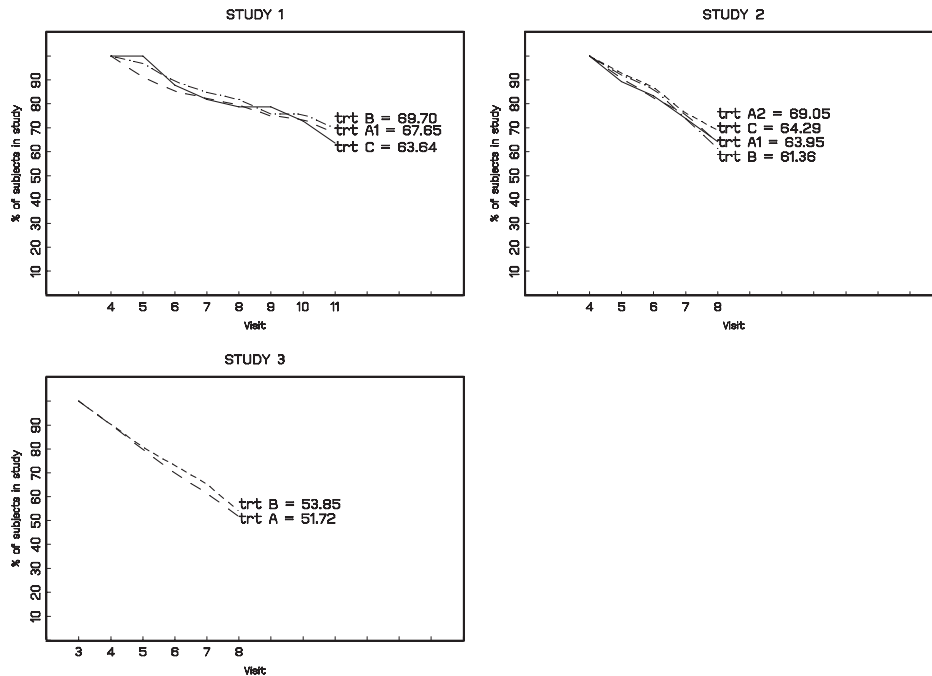 STUDY 1
% of subjects in study
90
80
70
60
50
40
30
20
10
trt B = 69.70
trt A1 = 67.65
trt C = 63.64
4 5 6 7 8 9 10 11
Visit
STUDY 2
% of subjects in study
90
80
70
60
50
40
30
20
10
trt A2 = 69.05
trt C = 64.29
trt A1 = 63.95
trt B = 61.36
4 5 6 7 8
Visit
STUDY 3
% of subjects in study
90
80
70
60
50
40
30
20
10
trt B = 53.85
trt A = 51.72
3 4 5 6 7 8
Visit